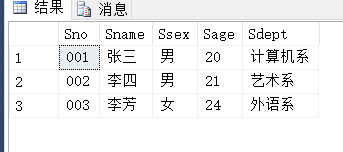 结果 消息
Sno Sname Ssex Sage Sdept
1 001 张三 男 20 计算机系
2 002 李四 男 21 艺术系
3 003 李芳 女 24 外语系